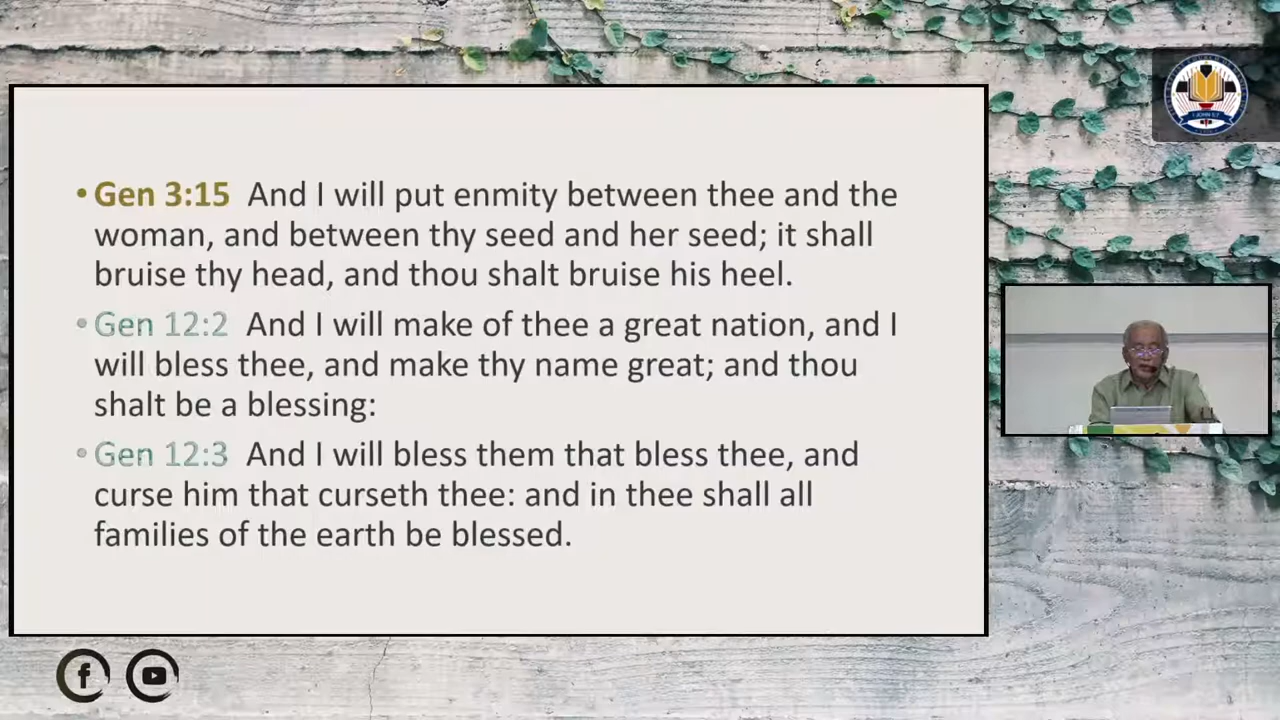 • Gen 3:15 And I will put enmity between thee and the
woman, and between thy seed and her seed; it shall
bruise thy head, and thou shalt bruise his heel.
• Gen 12:2 And I will make of thee a great nation, and I
will bless thee, and make thy name great; and thou
shalt be a blessing:
• Gen 12:3 And I will bless them that bless thee, and
curse him that curseth thee: and in thee shall all
families of the earth be blessed.